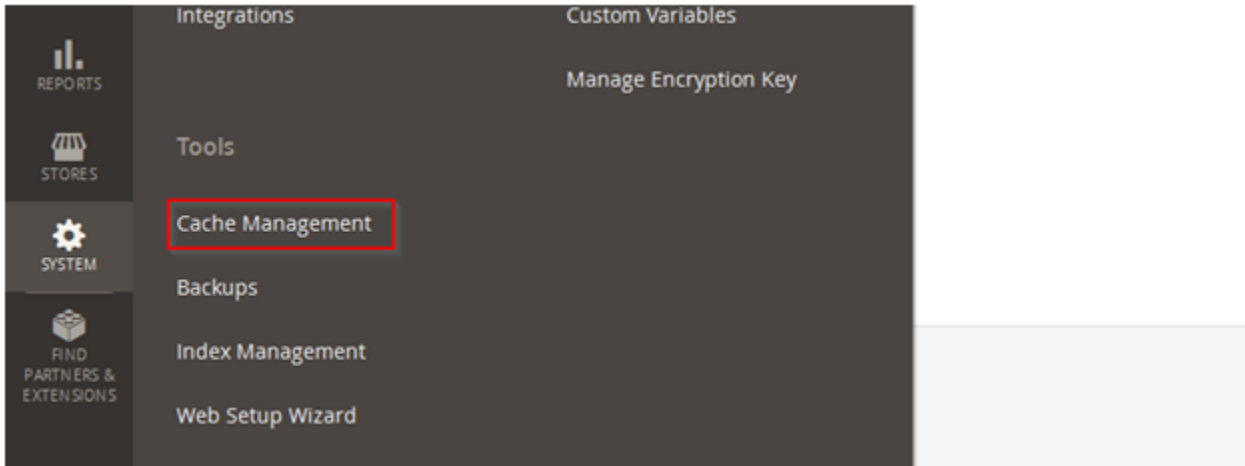 REPORTS
STORES
SYSTEM
FIND
PARTNERS &
EXTENSIONS
Integrations
Tools
Cache Management
Backups
Index Management
Web Setup Wizard
Custom Variables
Manage Encryption Key